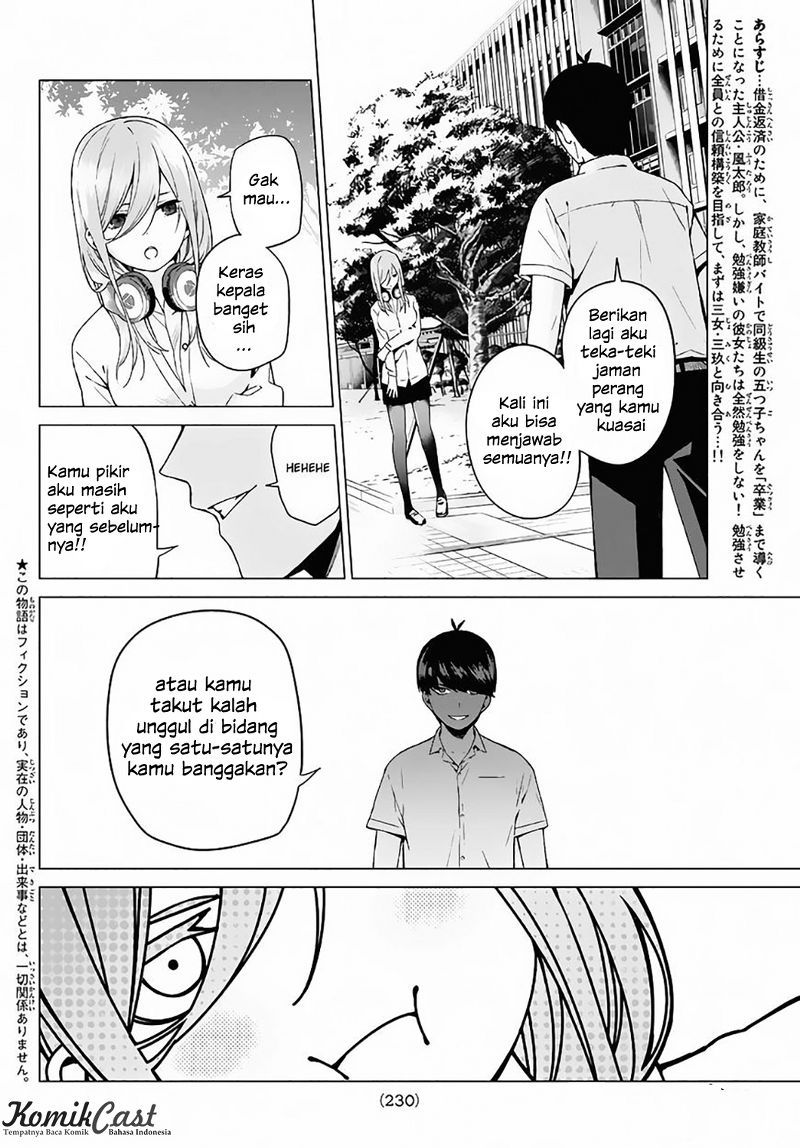 あらすじ…借金返済のために、家庭教師バイトで同級生の五つ子ちゃんを「卒業」まで導く
ことになった主人公・風太郎。しかし、勉強嫌いの彼女たちは全然勉強をしない！勉強させ
るために全員との信頼構築を目指して、まずは三女・三玖と向き合う…!!
Berikan
lagi aku
teka-teki
jaman
perang
yang kamu
kuasai
Kali ini
aku bisa
menjawab
semuanya!!
Gak
mau...
Keras
kepala
banget
sih
...
HEHEHE
Kamu pikir
aku masih
seperti aku
yang sebelum-
nya!!
atau kamu
takut kalah
unggul di bidang
yang satu-satunya
kamu banggakan?
★この物語はフィクションであり、実在の人物・団体・出来事などとは、一切関係ありません。
(230)
KomikCast
Tempatnya Baca Komik Bahasa Indonesia